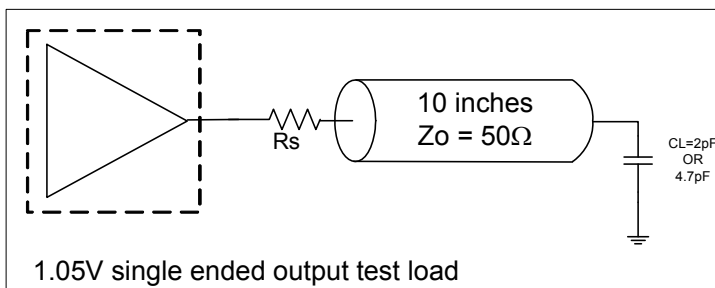 10 inches
Zo = 50Ω
Rs
CL=2pF
OR
4.7pF
1.05V single ended output test load